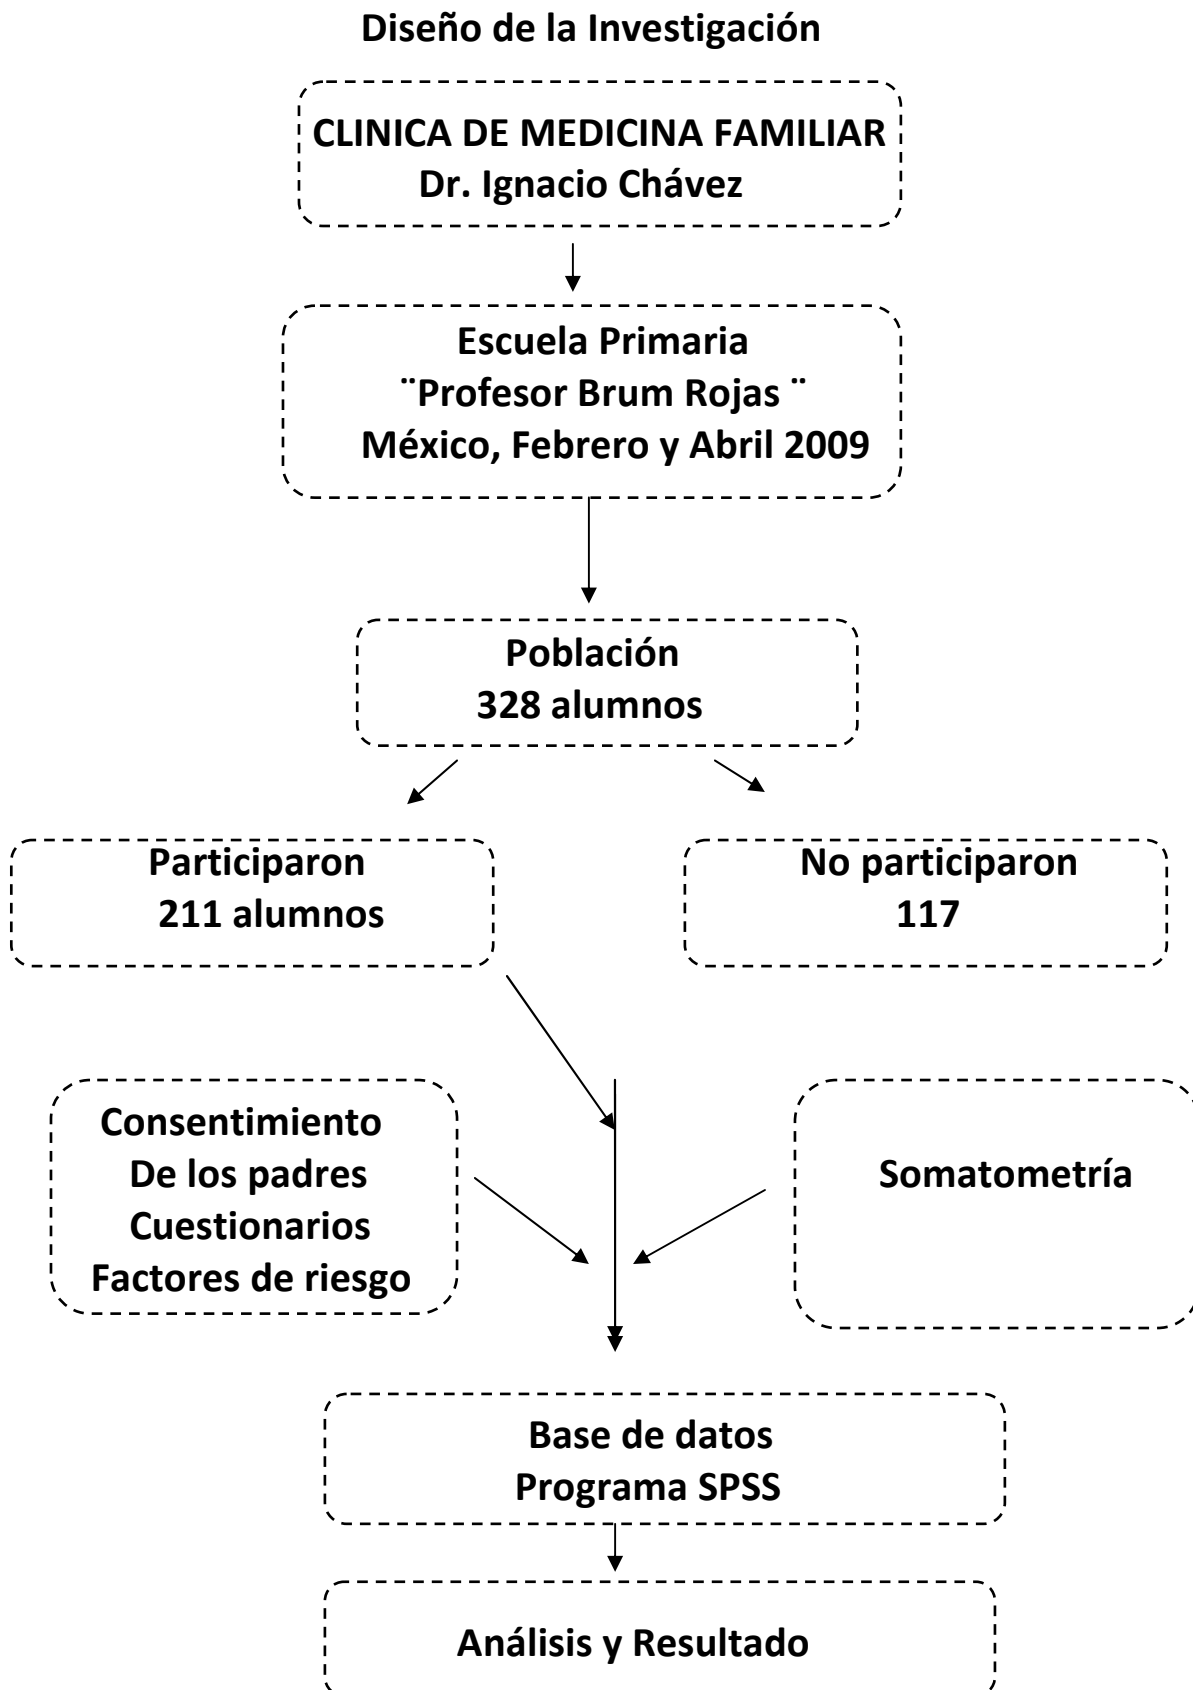 Diseño de la Investigación
CLINICA DE MEDICINA FAMILIAR
Dr. Ignacio Chávez
Escuela Primaria
¨Profesor Brum Rojas ¨
México, Febrero y Abril 2009
Población
328 alumnos
Participaron
211 alumnos
No participaron
117
Consentimiento
De los padres
Cuestionarios
Factores de riesgo
Somatometría
Base de datos
Programa SPSS
Análisis y Resultado